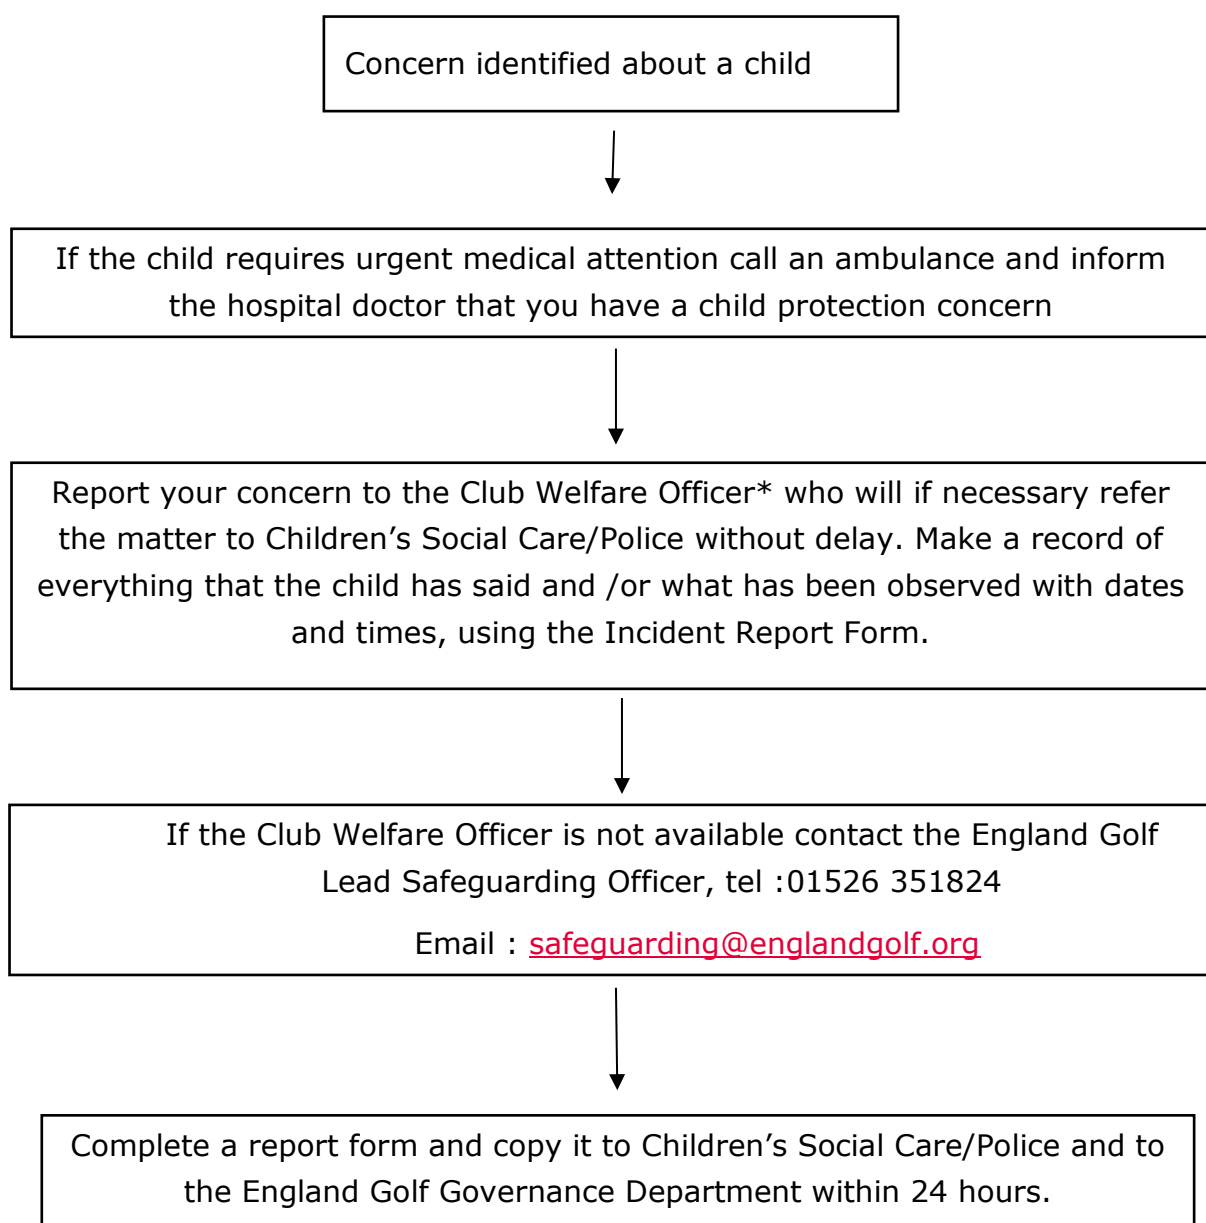 Concern identified about a child
If the child requires urgent medical attention call an ambulance and inform
the hospital doctor that you have a child protection concern
Report your concern to the Club Welfare Officer* who will if necessary refer
the matter to Children’s Social Care/Police without delay. Make a record of
everything that the child has said and /or what has been observed with dates
and times, using the Incident Report Form.
If the Club Welfare Officer is not available contact the England Golf
Lead Safeguarding Officer, tel :01526 351824
Email : safeguarding@englandgolf.org
Complete a report form and copy it to Children’s Social Care/Police and to
the England Golf Governance Department within 24 hours.